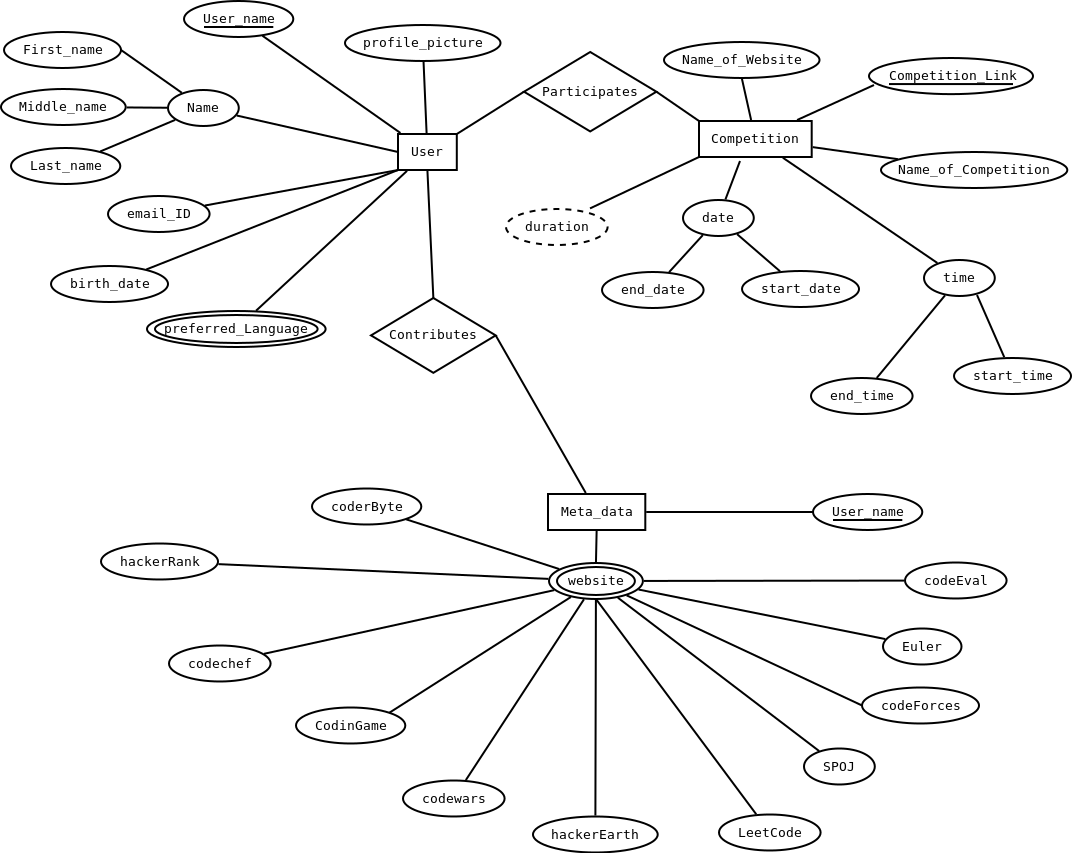 User_name
profile_picture
First_name
Name_of_Website
Competition_Link
Participates
Middle_name
Name
Competition
User
Last_name
Name_of_Competition
email_ID
date
duration
time
birth_date
end_date
start_date
preferred_Language
Contributes
start_time
end_time
coderByte
Meta_data
User_name
hackerRank
website
codeEval
Euler
codechef
codeForces
CodinGame
SPOJ
codewars
LeetCode
hackerEarth